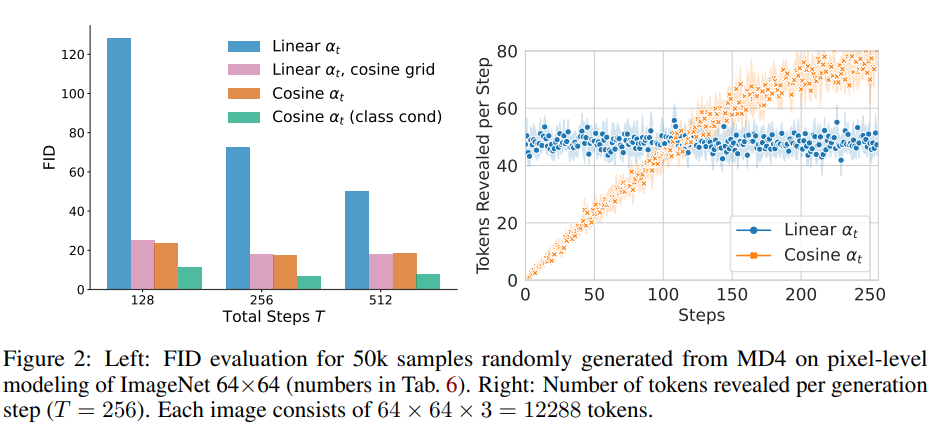 120
100
80
60
40
20
0
FID
Linear αₜ
Linear αₜ, cosine grid
Cosine αₜ
Cosine αₜ (class cond)
128
256
512
Total Steps T
80
60
40
20
0
Tokens Revealed per Step
Linear αₜ
Cosine αₜ
0
50
100
150
200
250
Steps
Figure 2: Left: FID evaluation for 50k samples randomly generated from MD4 on pixel-level
modeling of ImageNet 64×64 (numbers in Tab. 6). Right: Number of tokens revealed per generation
step (T = 256). Each image consists of 64 × 64 × 3 = 12288 tokens.